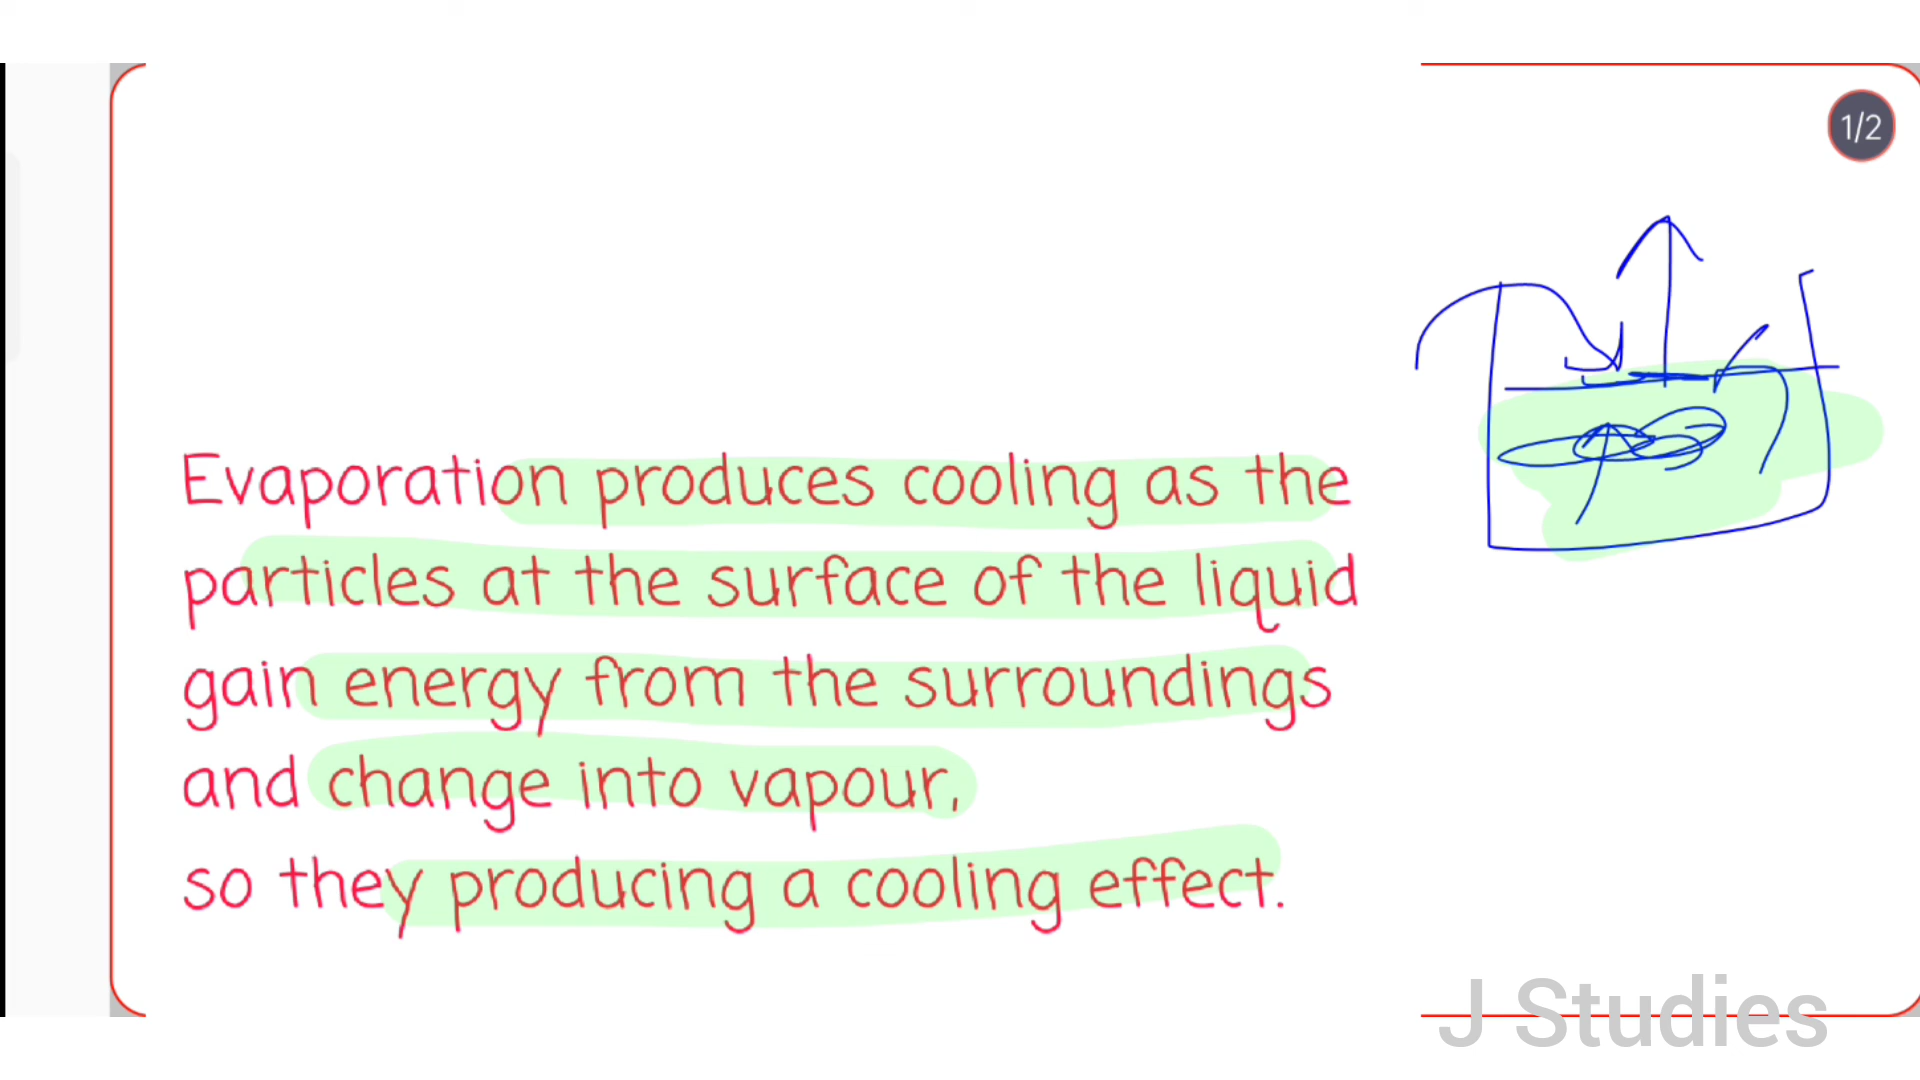 1/2
Evaporation produces cooling as the
particles at the surface of the liquid
gain energy from the surroundings
and change into vapour,
so they producing a cooling effect.
J Studies